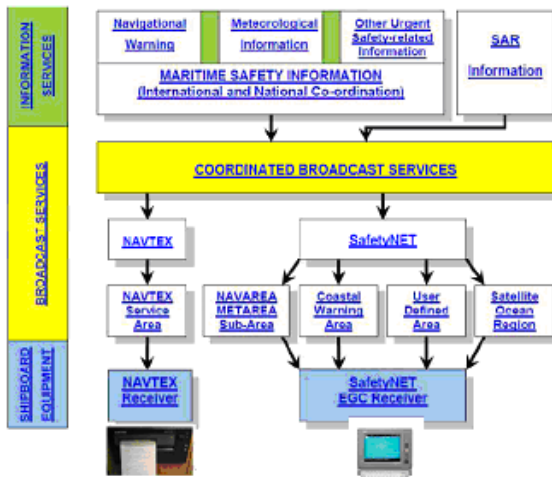 INFORMATION
SERVICES
Navigational
Warning
Meteorological
Information
Other Urgent
Safety-related
Information
SAR
Information
MARITIME SAFETY INFORMATION
(International and National Co-ordination)
BROADCAST SERVICES
COORDINATED BROADCAST SERVICES
NAVTEX
SafetyNET
NAVTEX
Service
Area
NAVAREA
METAREA
Sub-Area
Coastal
Warning
Area
User
Defined
Area
Satellite
Ocean
Region
SHIPBOARD
EQUIPMENT
NAVTEX
Receiver
SafetyNET
EGC Receiver